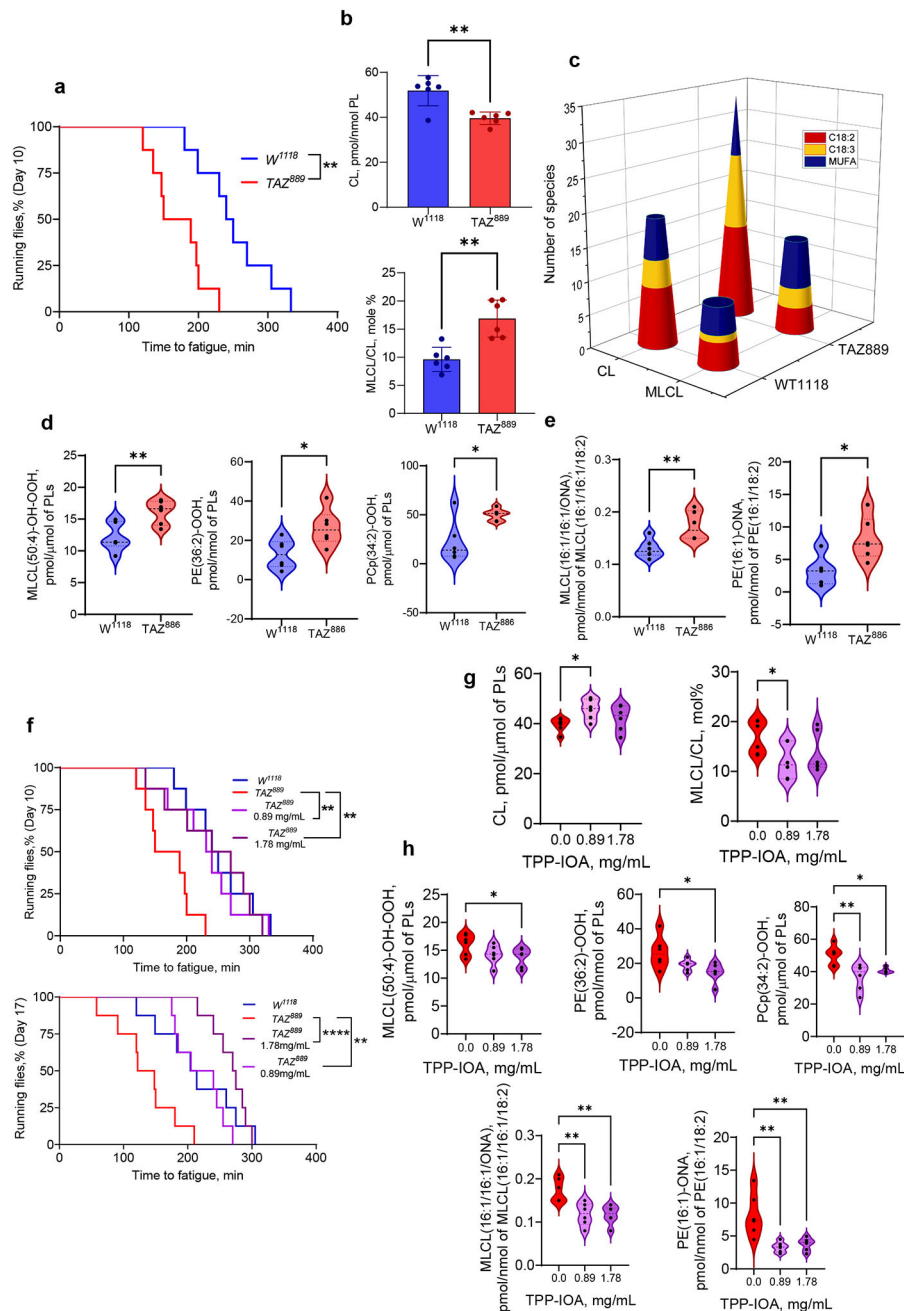 a
Running flies,% (Day 10)
100
75
50
25
0
0 100 200 300 400
Time to fatigue, min
W1118
TAZ889
**
b
**
CL, pmol/nmol PL
60
40
20
0
W1118 TAZ889
**
MLCL/CL, mole %
25
20
15
10
5
0
W1118 TAZ889
c
Number of species
35
30
25
20
15
10
5
0
C18:2
C18:3
MUFA
CL
MLCL
WT1118
TAZ889
d
MLCL(50:4)-OH-OOH,
pmol/μmol of PLs
25
20
15
10
5
0
**
W1118 TAZ886
PE(36:2)-OOH,
pmol/nmol of PLs
60
40
20
0
-20
*
W1118 TAZ886
PCp(34:2)-OOH,
pmol/μmol of PLs
100
50
0
-50
*
W1118 TAZ886
e
MLCL(16:1/16:1/ONA),
pmol/nmol of MLCL(16:1/16:1/18:2)
0.3
0.2
0.1
0.0
**
W1118 TAZ886
PE(16:1)-ONA,
pmol/nmol of PE(16:1/18:2)
20
15
10
5
0
-5
*
W1118 TAZ886
f
Running flies,% (Day 10)
100
75
50
25
0
0 100 200 300 400
Time to fatigue, min
W1118
TAZ889
TAZ889
0.89 mg/mL
TAZ889
1.78 mg/mL
**
**
Running flies,% (Day 17)
100
75
50
25
0
0 100 200 300 400
Time to fatigue, min
W1118
TAZ889
TAZ889
1.78mg/mL
TAZ889
0.89mg/mL
****
**
g
CL, pmol/μmol of PLs
60
40
20
0
*
0.0 0.89 1.78
TPP-IOA, mg/mL
MLCL/CL, mol%
30
20
10
0
*
0.0 0.89 1.78
TPP-IOA, mg/mL
h
MLCL(50:4)-OH-OOH,
pmol/μmol of PLs
25
20
15
10
5
0
*
0.0 0.89 1.78
TPP-IOA, mg/mL
PE(36:2)-OOH,
pmol/nmol of PLs
60
40
20
0
-20
*
0.0 0.89 1.78
TPP-IOA, mg/mL
PCp(34:2)-OOH,
pmol/μmol of PLs
80
60
40
20
0
*
**
0.0 0.89 1.78
TPP-IOA, mg/mL
MLCL(16:1/16:1/ONA),
pmol/nmol of MLCL(16:1/16:1/18:2)
0.3
0.2
0.1
0.0
**
**
0.0 0.89 1.78
TPP-IOA, mg/mL
PE(16:1)-ONA,
pmol/nmol of PE(16:1/18:2)
20
15
10
5
0
**
**
0.0 0.89 1.78
TPP-IOA, mg/mL